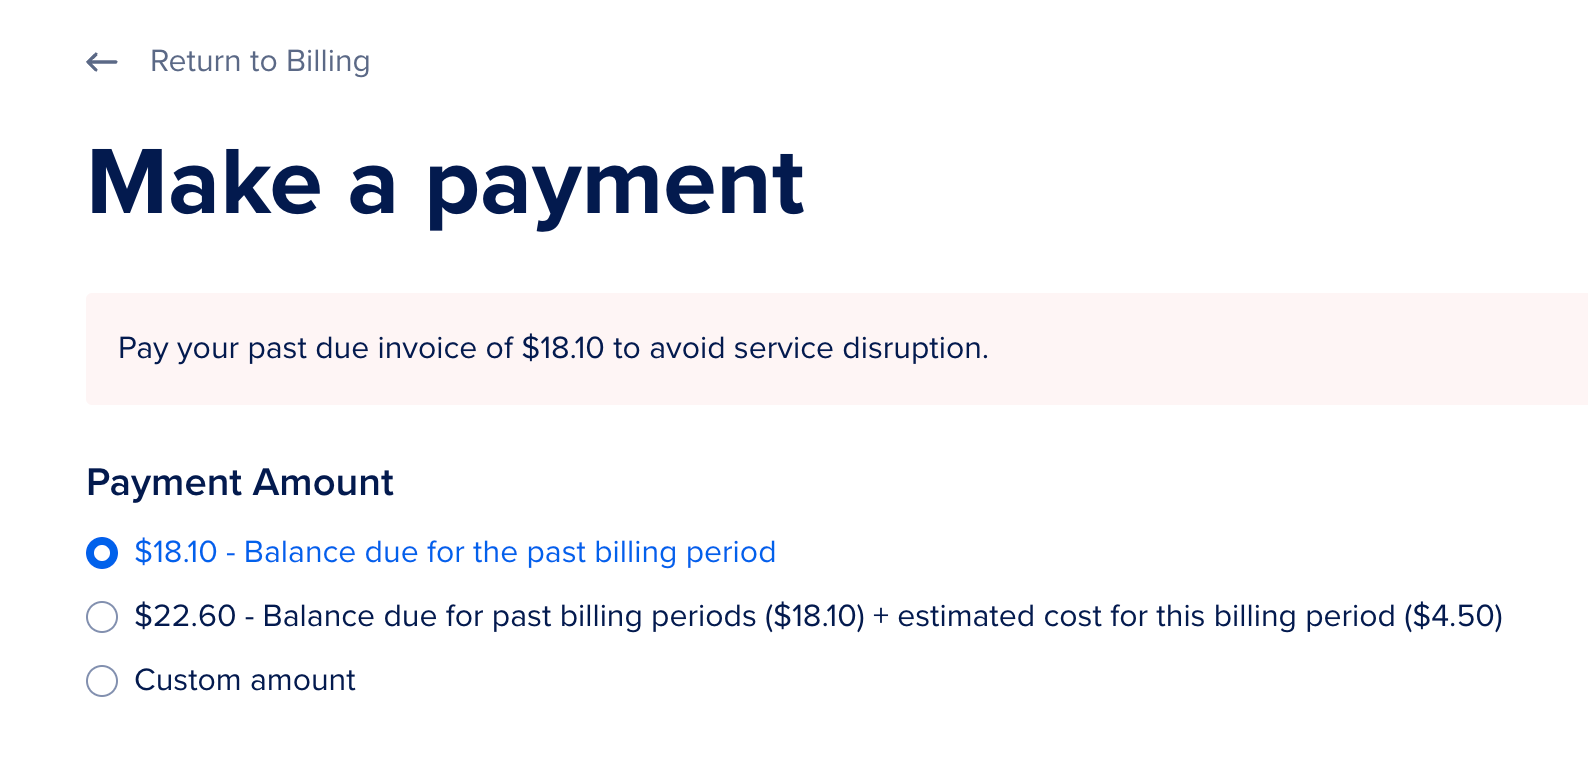 Return to Billing
Make a payment
Pay your past due invoice of $18.10 to avoid service disruption.
Payment Amount
$18.10 - Balance due for the past billing period
$22.60 - Balance due for past billing periods ($18.10) + estimated cost for this billing period ($4.50)
Custom amount